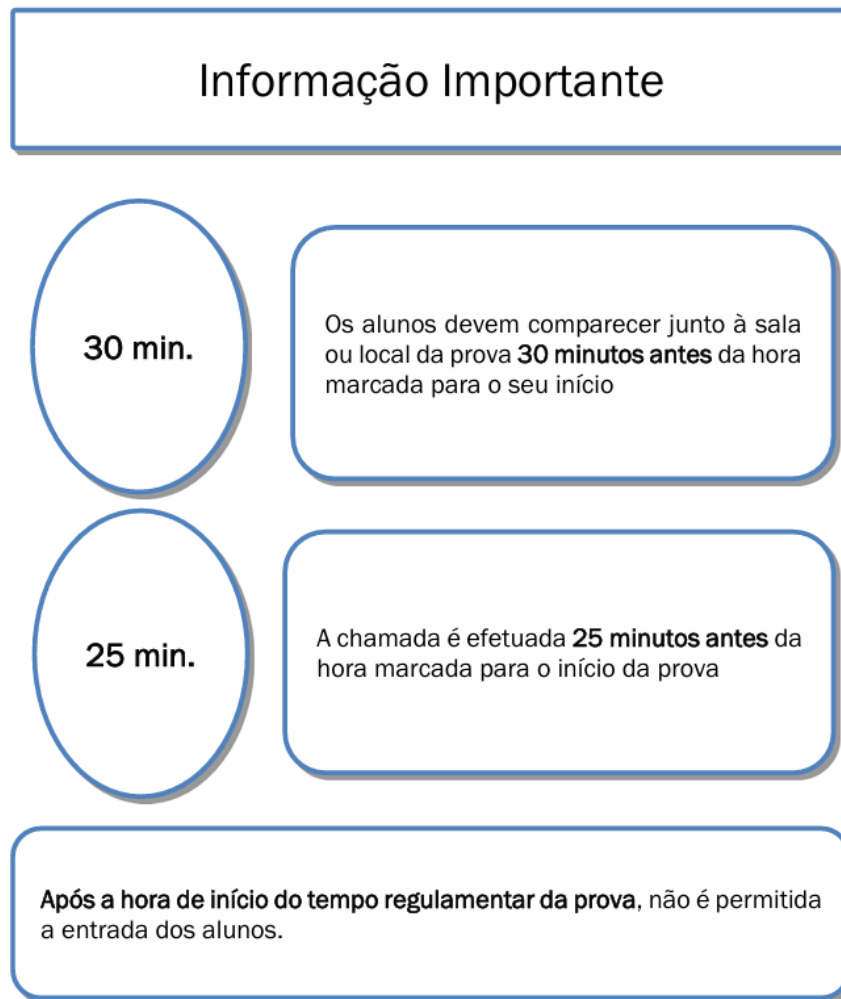 Informação Importante
30 min.
Os alunos devem comparecer junto à sala
ou local da prova 30 minutos antes da hora
marcada para o seu início
25 min.
A chamada é efetuada 25 minutos antes da
hora marcada para o início da prova
Após a hora de início do tempo regulamentar da prova, não é permitida
a entrada dos alunos.